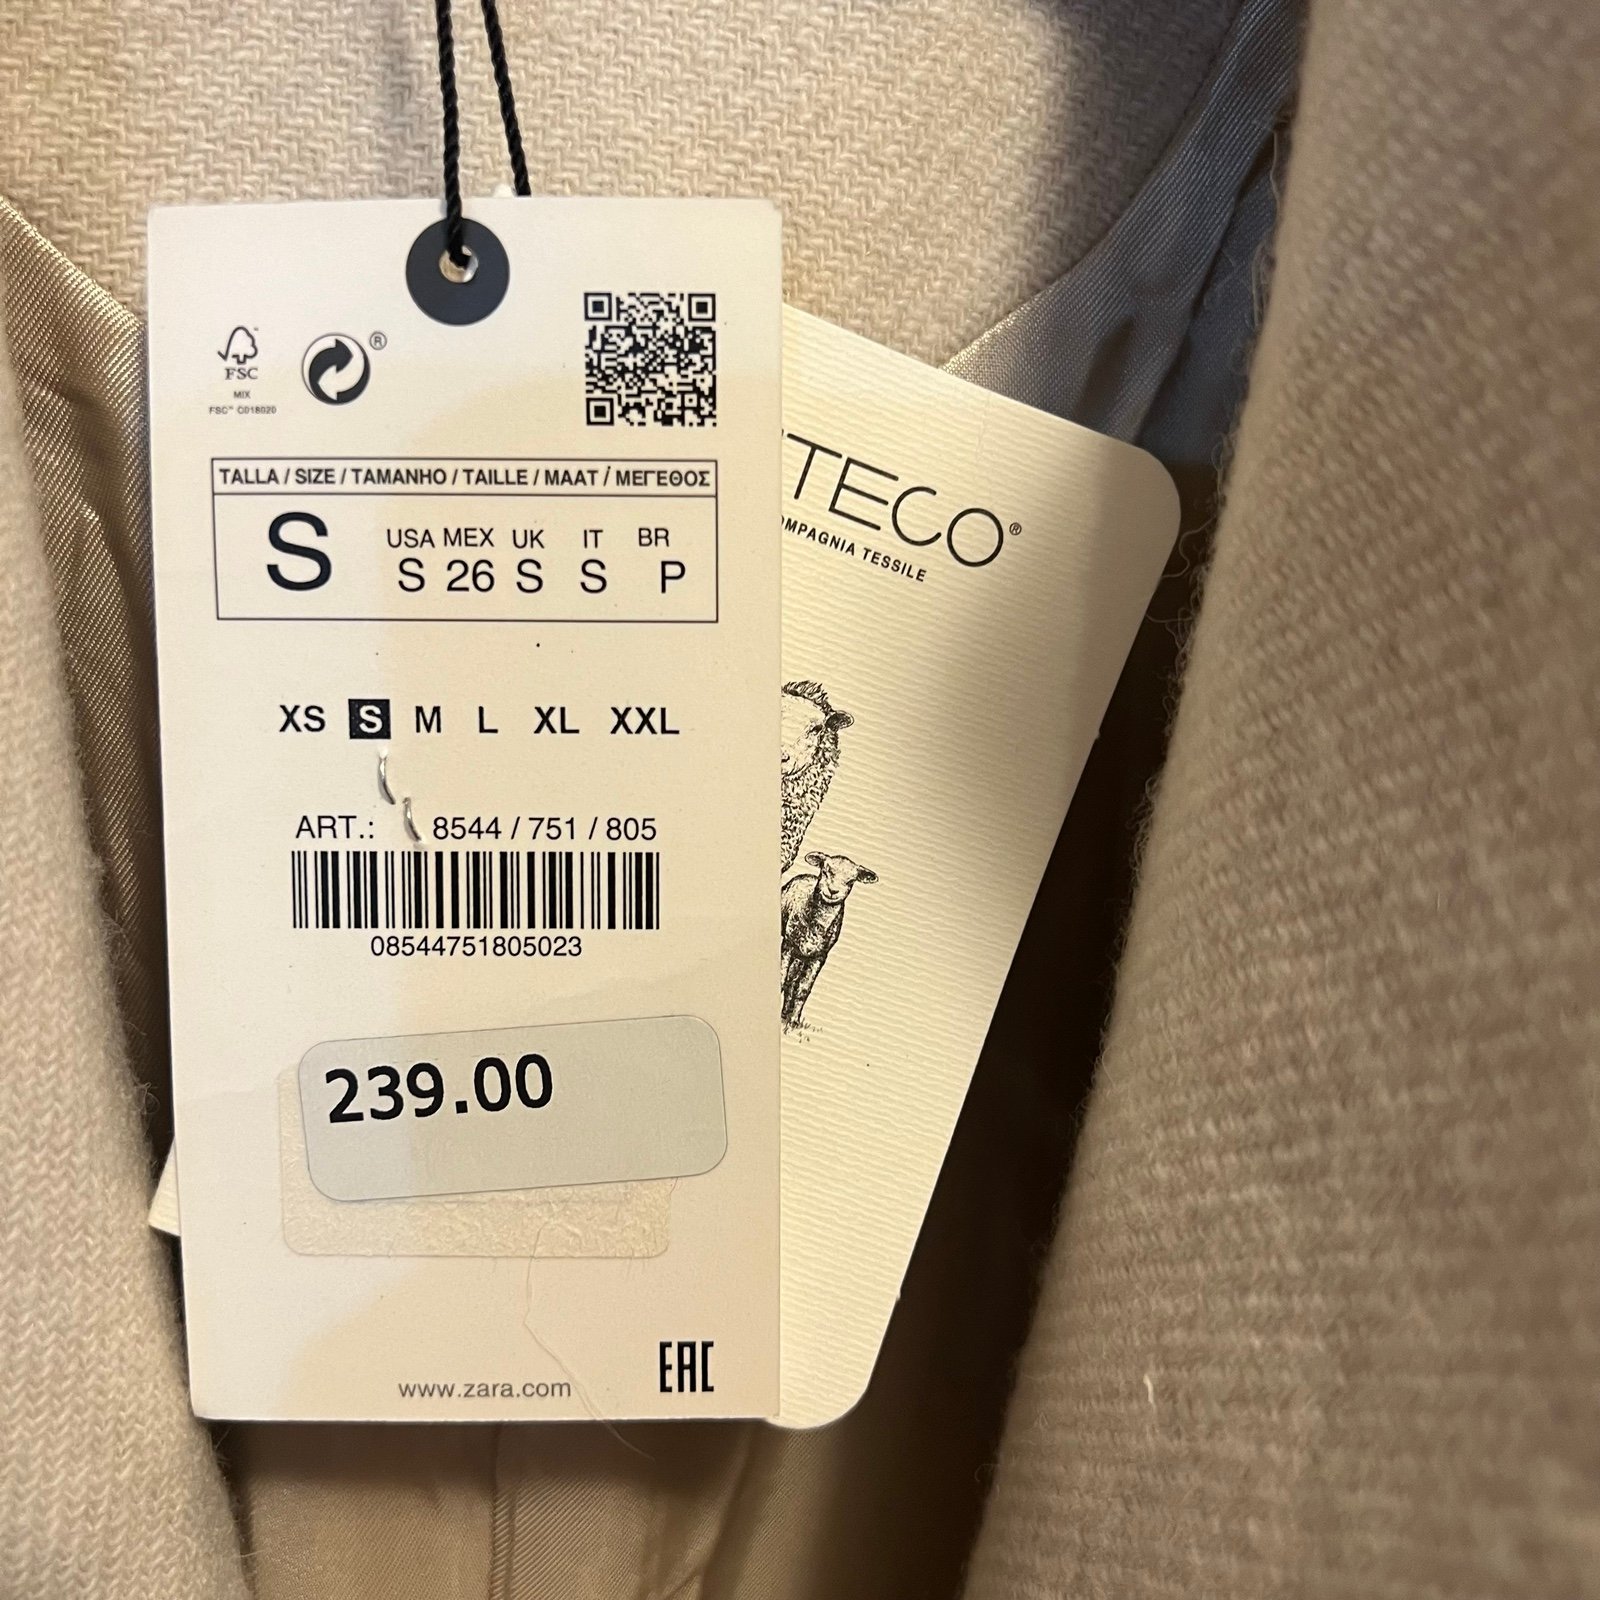 FSC
MIX
FSC™ C018020
®
TALLA / SIZE / TAMANHO / TAILLE / MAAT / ΜΕΓΕΘΟΣ
S
USA MEX UK IT BR
S 26 S S P
XS S M L XL XXL
ART.: 8544 / 751 / 805
08544751805023
239.00
www.zara.com
EAC
TECO®
OMPAGNIA TESSILE